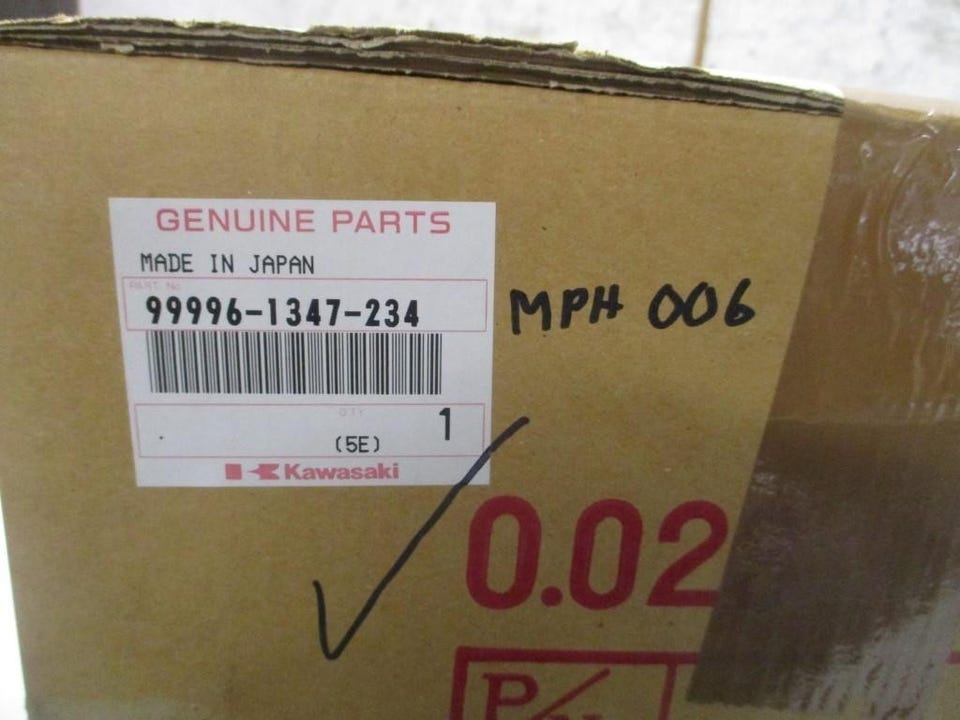 GENUINE PARTS
MADE IN JAPAN
PART No.
99996-1347-234
MPH 006
QTY
1
(5E)
Kawasaki
0.02
P/N